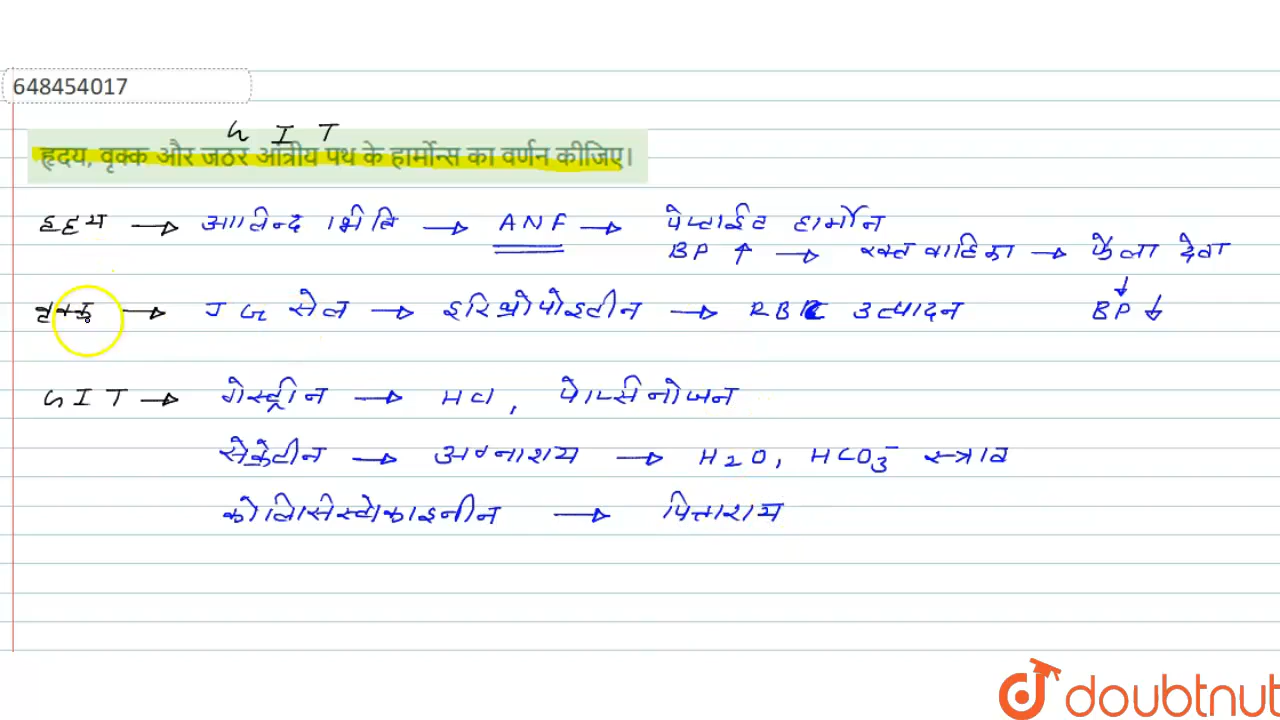 648454017
G I T
हृदय, वृक्क और जठर आंत्रीय पथ के हार्मोन्स का वर्णन कीजिए।
हृदय → आलिन्द भित्ति → ANF → पेप्टाईड हार्मोन
BP ↑ → रक्त वाहिका → फैला देता
↓
वृक्क → JG सेल → इरिथ्रोपोइटीन → RBC उत्पादन BP ↓
GIT → गेस्ट्रीन → HCl, पेप्सिनोजन
सेक्रेटीन → अग्नाशय → H2O, HCO3⁻ स्त्राव
कोलिसिस्टोकाइनीन → पित्ताशय
doubtnut